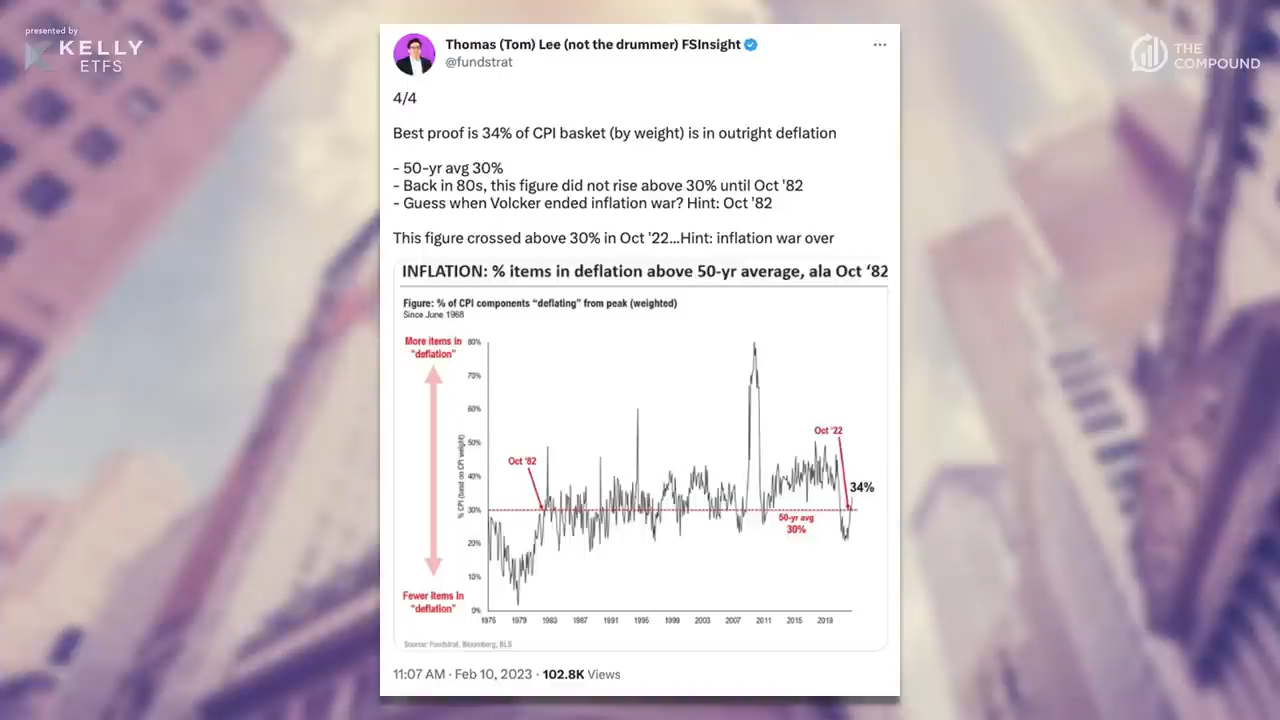 presented by
KELLY
ETFS
THE
COMPOUND
Thomas (Tom) Lee (not the drummer) FSInsight
@fundstrat
4/4
Best proof is 34% of CPI basket (by weight) is in outright deflation
- 50-yr avg 30%
- Back in 80s, this figure did not rise above 30% until Oct '82
- Guess when Volcker ended inflation war? Hint: Oct '82
This figure crossed above 30% in Oct '22...Hint: inflation war over
INFLATION: % items in deflation above 50-yr average, ala Oct ‘82
Figure: % of CPI components “deflating” from peak (weighted)
Since June 1968
More items in
“deflation”
Fewer items in
“deflation”
80%
70%
60%
50%
40%
30%
20%
10%
0%
Oct '82
Oct '22
34%
50-yr avg
30%
1979 1983 1987 1991 1995 1999 2003 2007 2011 2015 2019
Source: Fundstrat, Bloomberg, BLS
11:07 AM · Feb 10, 2023 · 102.8K Views